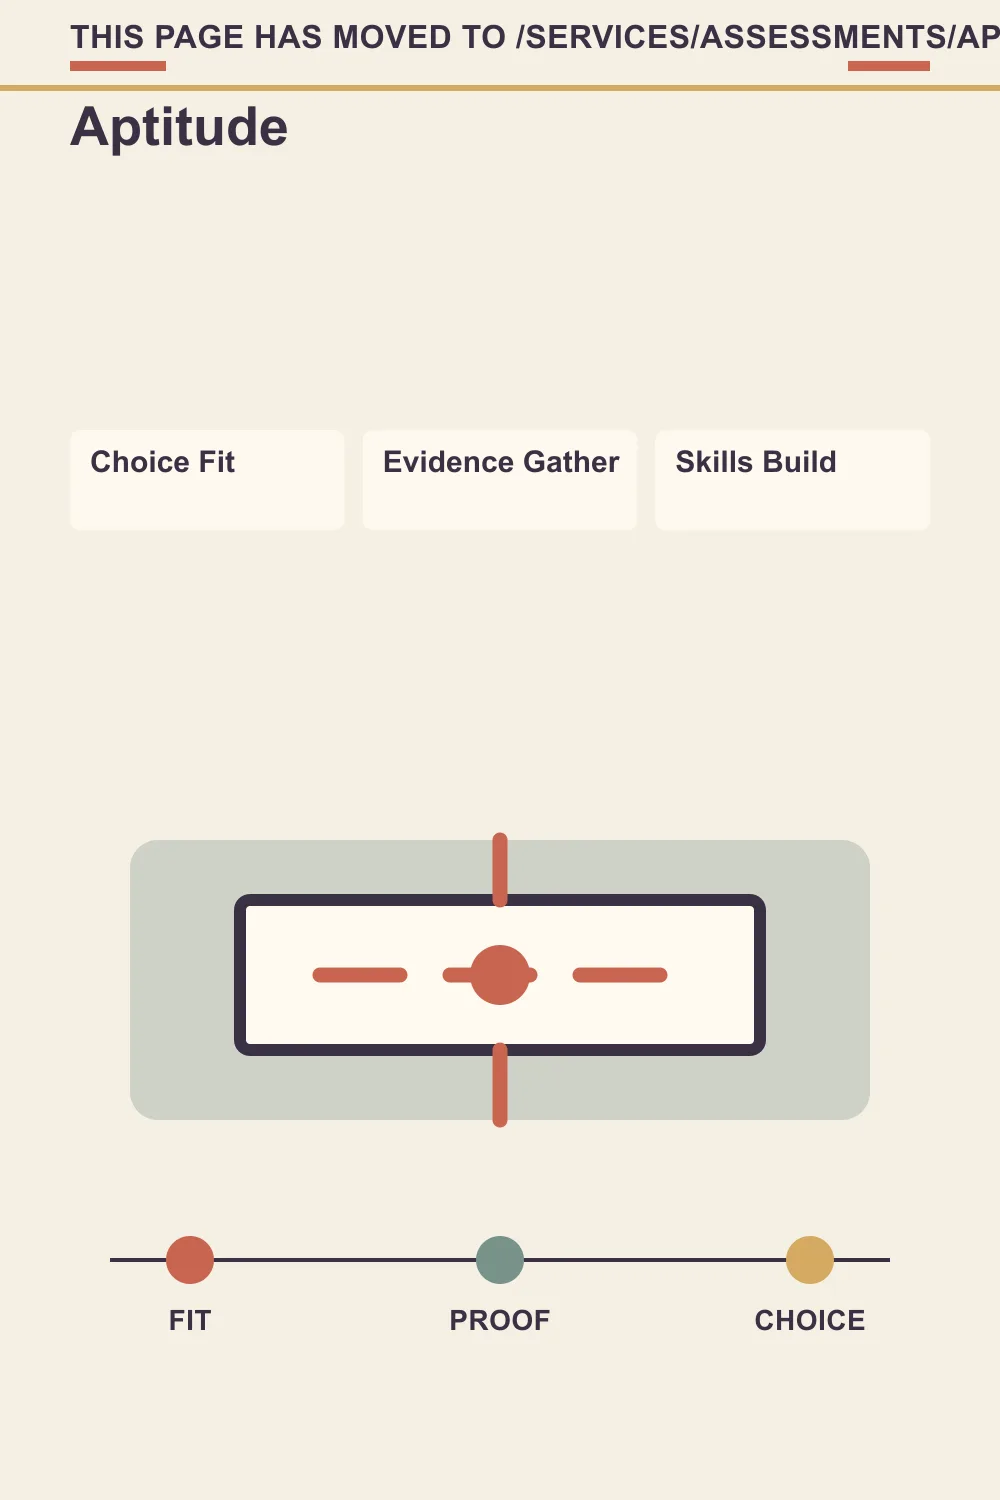 THIS PAGE HAS MOVED TO /SERVICES/ASSESSMENTS/AP
Aptitude
Choice Fit
Evidence Gather
Skills Build
FIT
PROOF
CHOICE